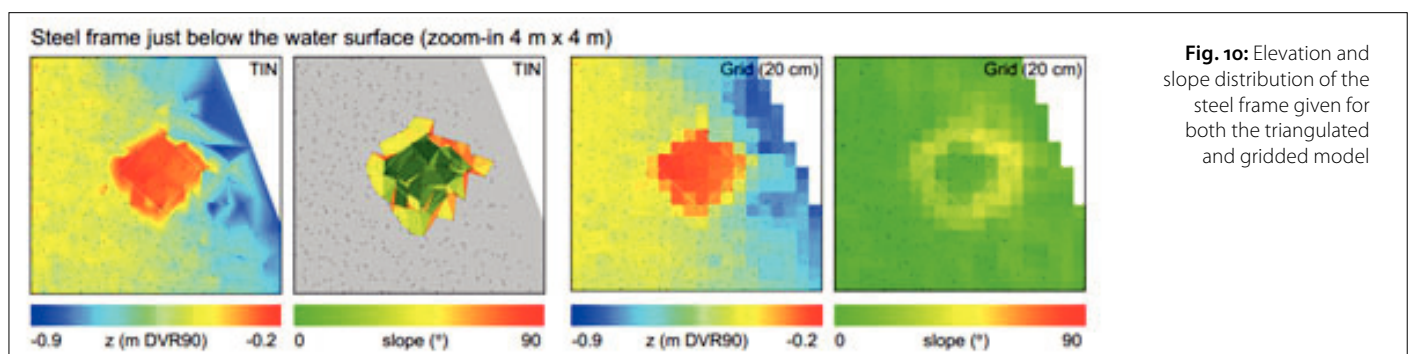 Steel frame just below the water surface (zoom-in 4 m x 4 m)
TIN
TIN
Grid (20 cm)
Grid (20 cm)
-0.9 z (m DVR90) -0.2
0 slope (°) 90
-0.9 z (m DVR90) -0.2
0 slope (°) 90
Fig. 10: Elevation and
slope distribution of the
steel frame given for
both the triangulated
and gridded model